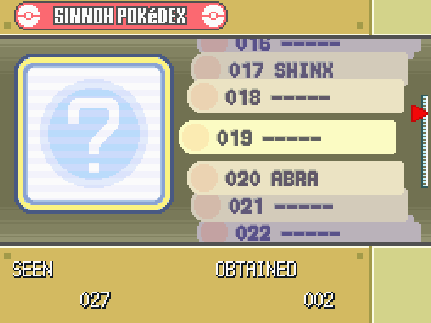 SINNOH POKéDEX
016 -----
017 SHINX
018 -----
019 -----
020 ABRA
021 -----
022 -----
?
SEEN
027
OBTAINED
002